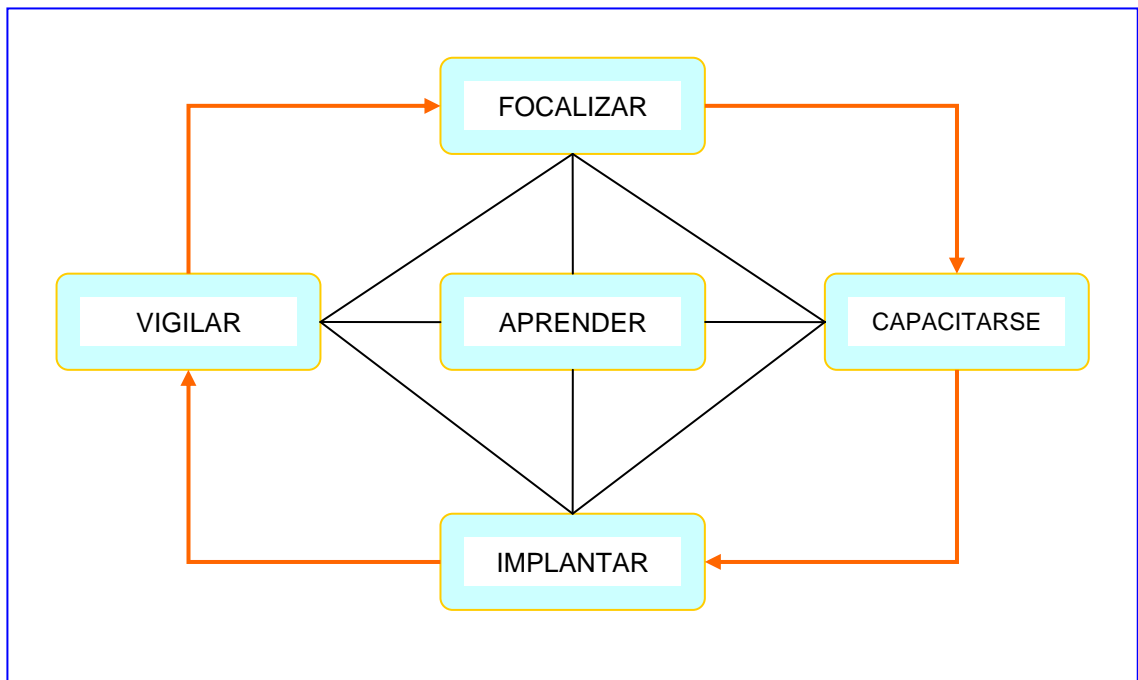 FOCALIZAR
VIGILAR
APRENDER
CAPACITARSE
IMPLANTAR